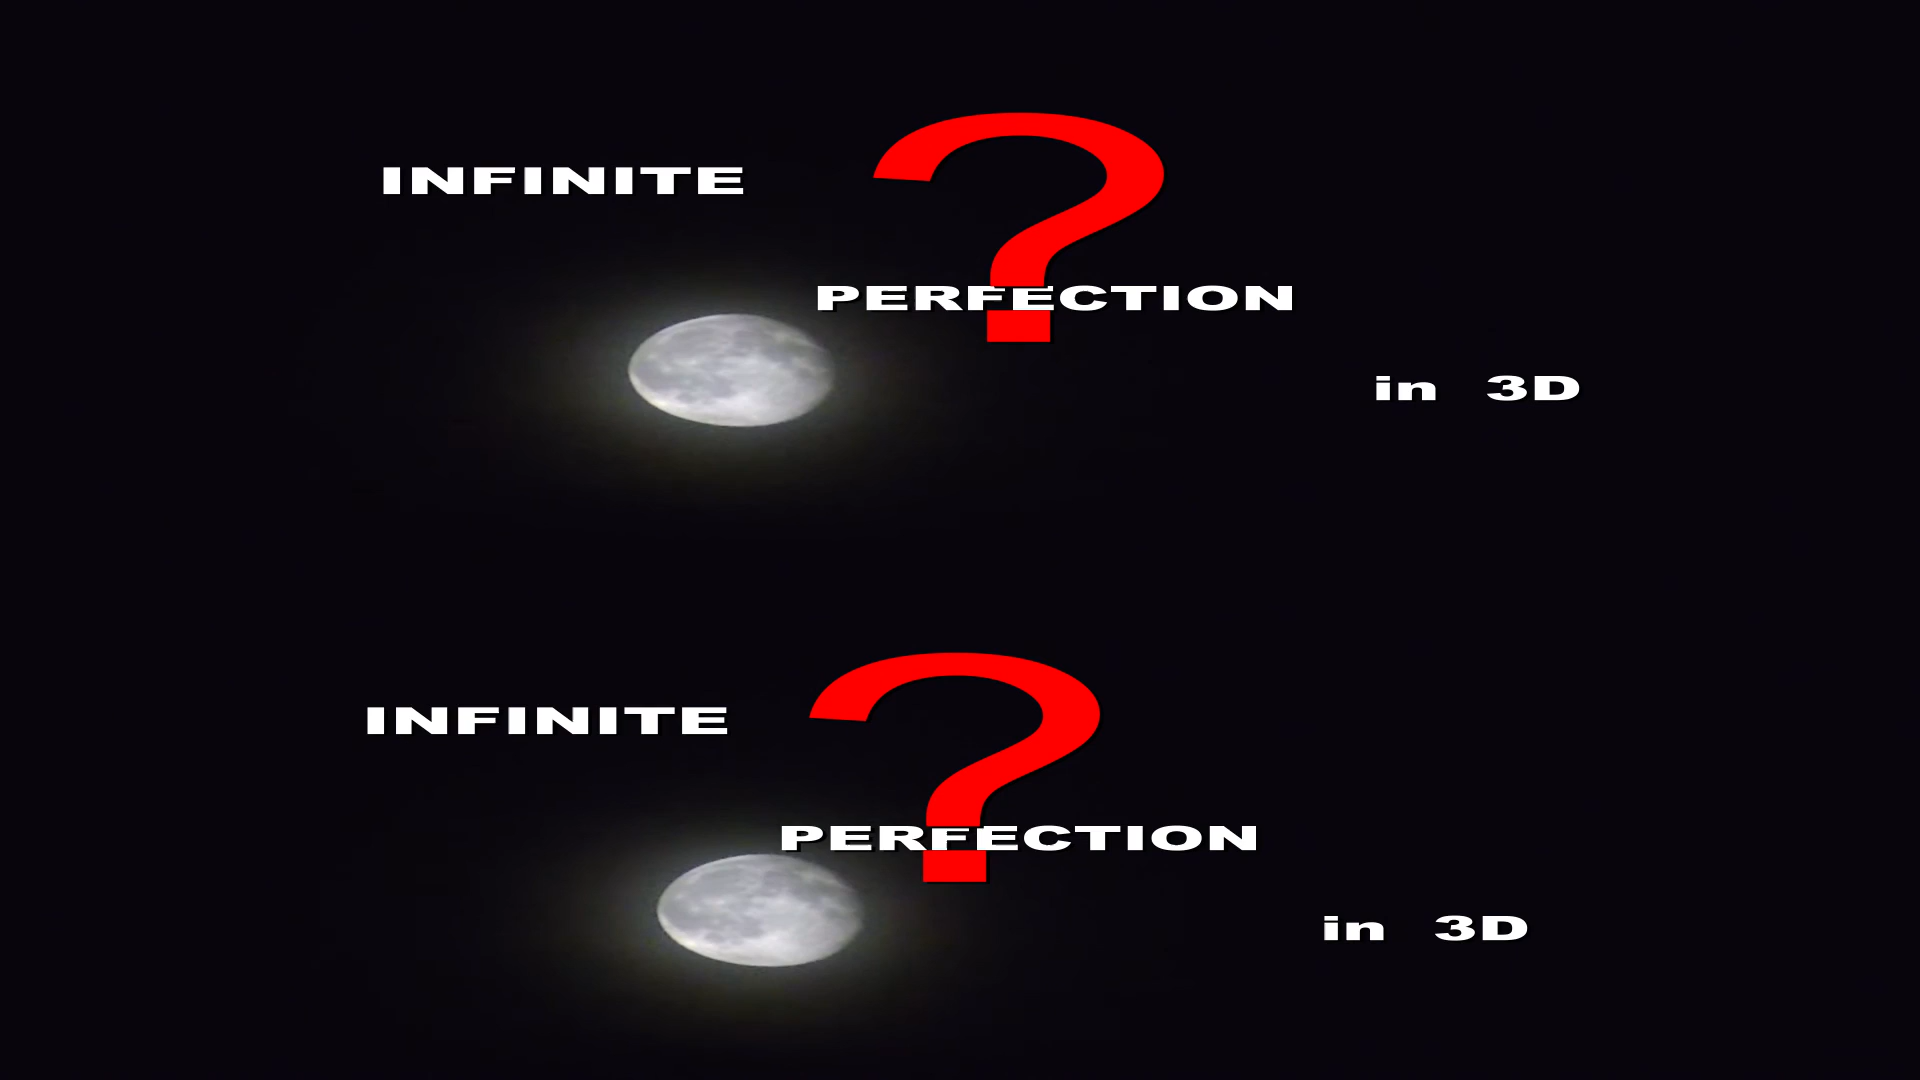 INFINITE
?
PERFECTION
in 3D
INFINITE
?
PERFECTION
in 3D